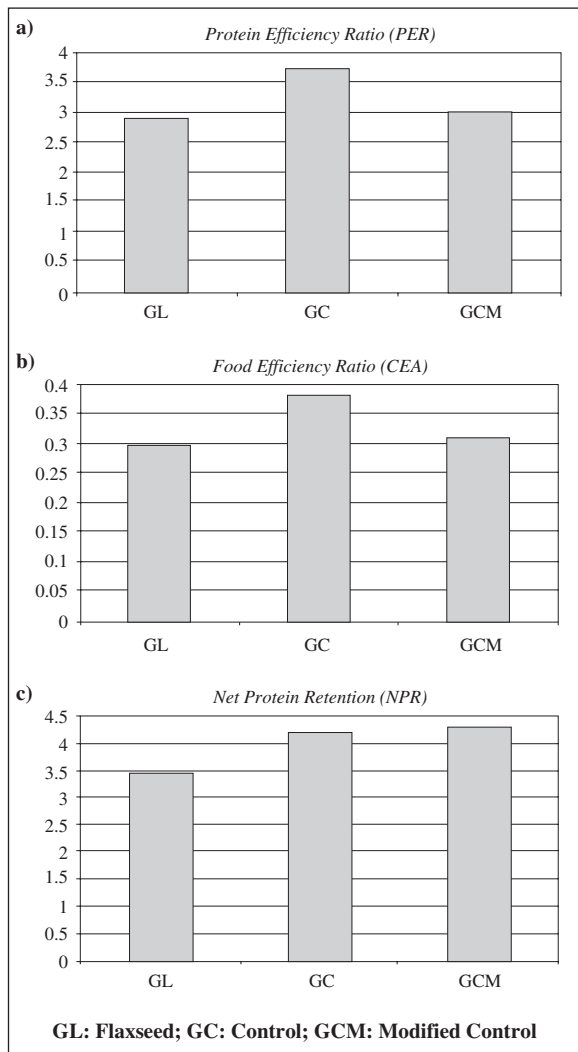 a)
Protein Efficiency Ratio (PER)
4
3.5
3
2.5
2
1.5
1
0.5
0
GL GC GCM
b)
Food Efficiency Ratio (CEA)
0.4
0.35
0.3
0.25
0.2
0.15
0.1
0.05
0
GL GC GCM
c)
Net Protein Retention (NPR)
4.5
4
3.5
3
2.5
2
1.5
1
0.5
0
GL GC GCM
GL: Flaxseed; GC: Control; GCM: Modified Control